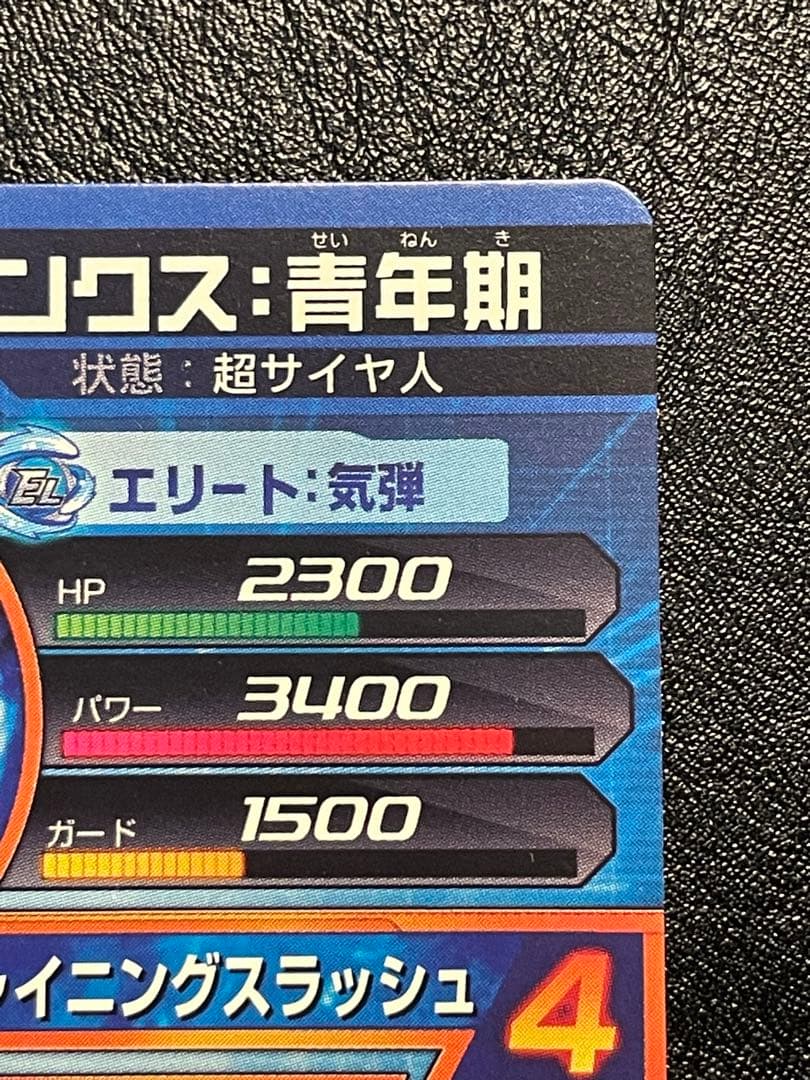 せいねんき
ンクス：青年期
状態：超サイヤ人
EL エリート：気弾
HP 2300
パワー 3400
ガード 1500
イニングスラッシュ 4